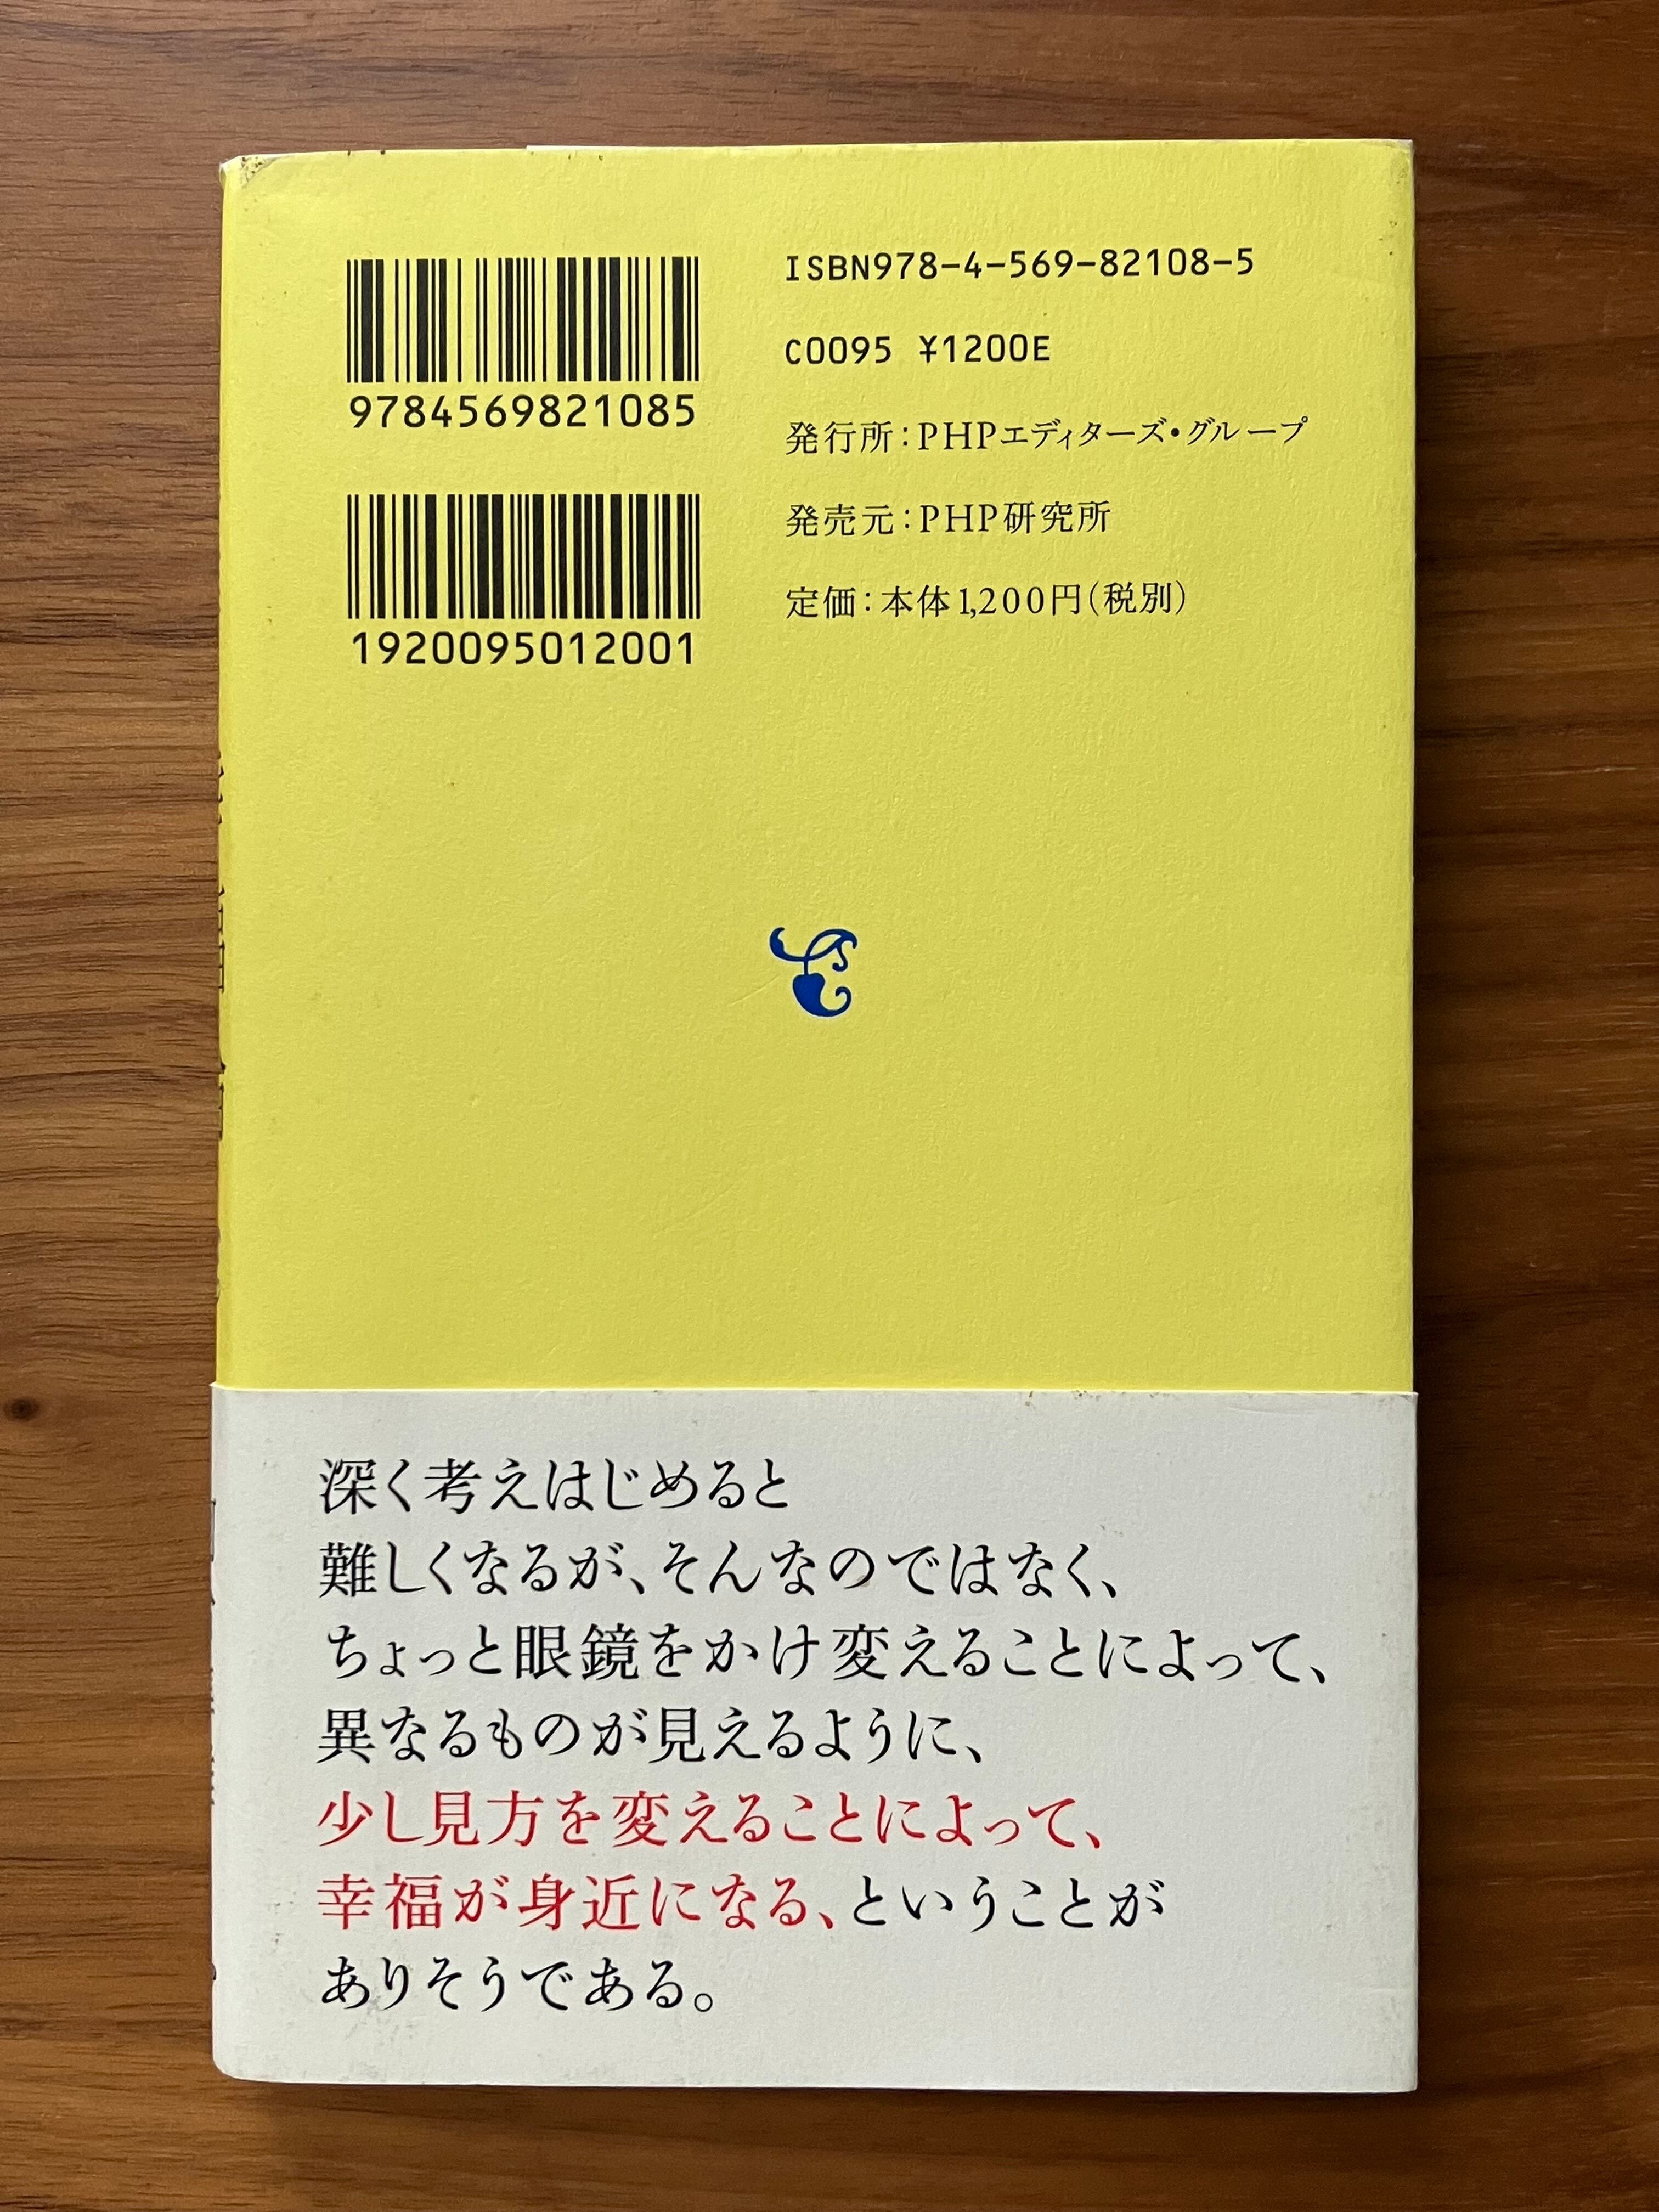 9784569821085
1920095012001
ISBN978-4-569-82108-5
C0095 ¥1200E
発行所：PHPエディターズ・グループ
発売元：PHP研究所
定価：本体1,200円（税別）
深く考えはじめると
難しくなるが、そんなのではなく、
ちょっと眼鏡をかけ変えることによって、
異なるものが見えるように、
少し見方を変えることによって、
幸福が身近になる、ということが
ありそうである。